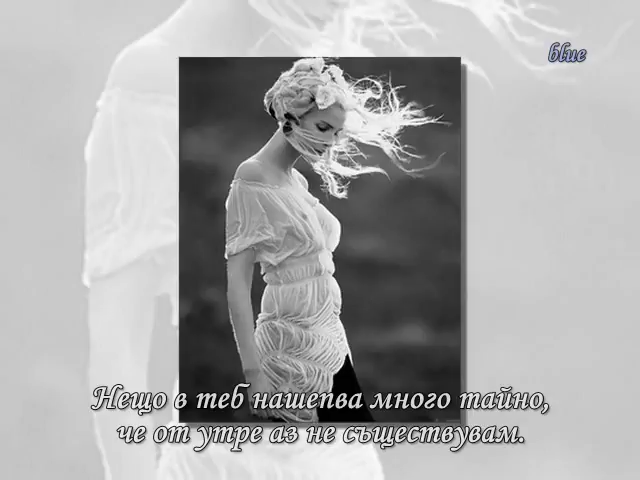 blue
Нещо в теб нашепва много тайно,
че от утре аз не съществувам.